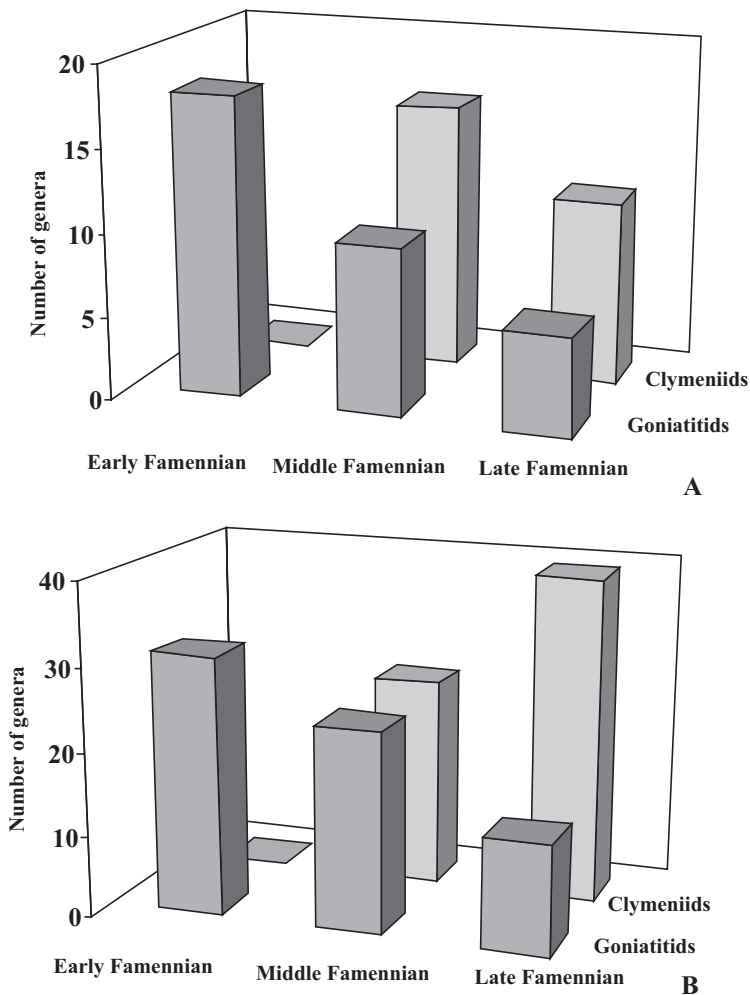 20
15
10
5
0
Number of genera
Clymeniids
Goniatitids
Early Famennian Middle Famennian Late Famennian
A
40
30
20
10
0
Number of genera
Clymeniids
Goniatitids
Early Famennian Middle Famennian Late Famennian
B